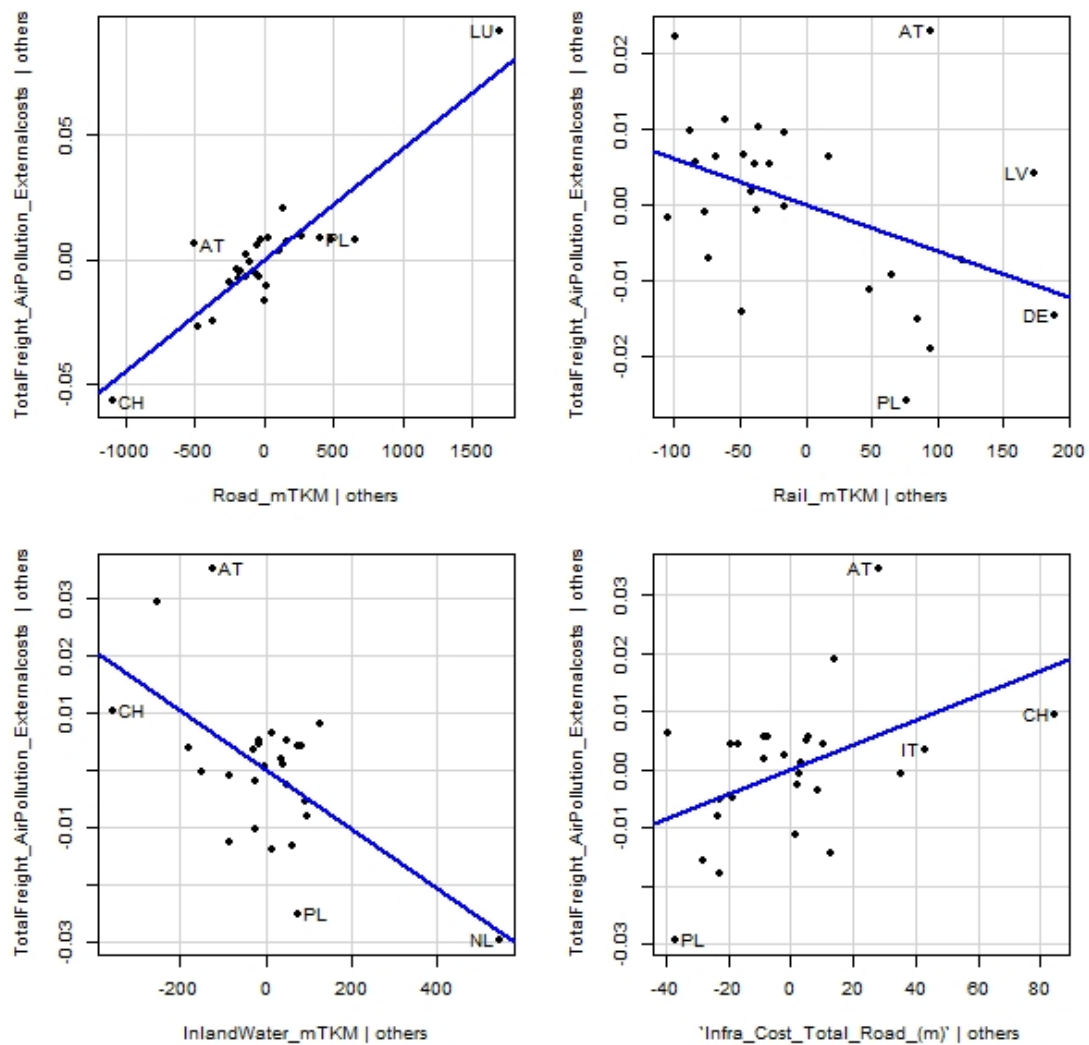 TotalFreight_AirPollution_Externalcosts | others
0.05
0.00
-0.05
LU
AT
PL
CH
-1000
-500
0
500
1000
1500
Road_mTKM | others
TotalFreight_AirPollution_Externalcosts | others
0.02
0.01
0.00
-0.01
-0.02
AT
LV
DE
PL
-100
-50
0
50
100
150
200
Rail_mTKM | others
TotalFreight_AirPollution_Externalcosts | others
0.03
0.02
0.01
0.00
-0.01
-0.03
AT
CH
PL
NL
-200
0
200
400
InlandWater_mTKM | others
TotalFreight_AirPollution_Externalcosts | others
0.03
0.02
0.01
0.00
-0.01
-0.03
AT
CH
IT
PL
-40
-20
0
20
40
60
80
`Infra_Cost_Total_Road_(m)` | others